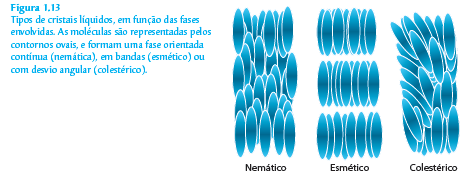 Figura 1.13
Tipos de cristais líquidos, em função das fases
envolvidas. As moléculas são representadas pelos
contornos ovais, e formam uma fase orientada
contínua (nemática), em bandas (esmético) ou
com desvio angular (colestérico).
Nemático Esmético Colestérico